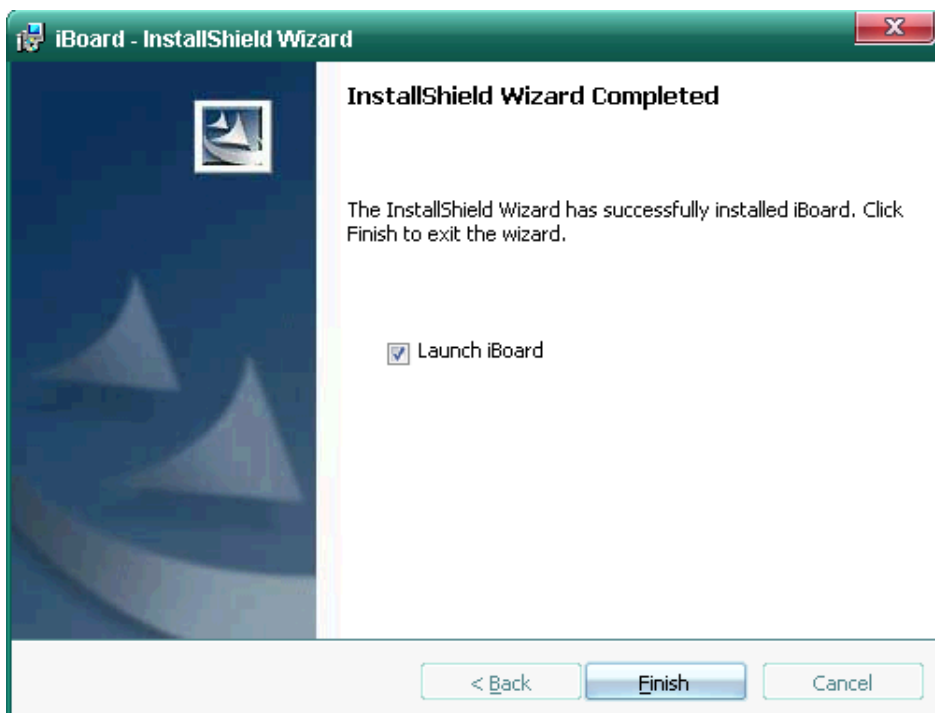 iBoard - InstallShield Wizard
InstallShield Wizard Completed
The InstallShield Wizard has successfully installed iBoard. Click
Finish to exit the wizard.
Launch iBoard
< Back
Finish
Cancel